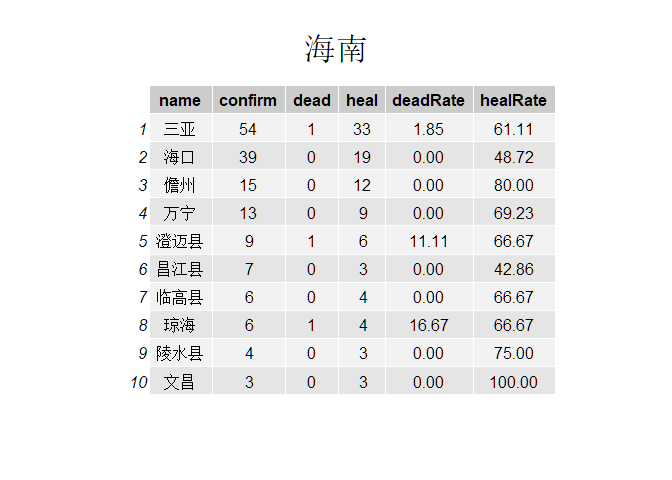 海南
name confirm dead heal deadRate healRate
1 三亚 54 1 33 1.85 61.11
2 海口 39 0 19 0.00 48.72
3 儋州 15 0 12 0.00 80.00
4 万宁 13 0 9 0.00 69.23
5 澄迈县 9 1 6 11.11 66.67
6 昌江县 7 0 3 0.00 42.86
7 临高县 6 0 4 0.00 66.67
8 琼海 6 1 4 16.67 66.67
9 陵水县 4 0 3 0.00 75.00
10 文昌 3 0 3 0.00 100.00